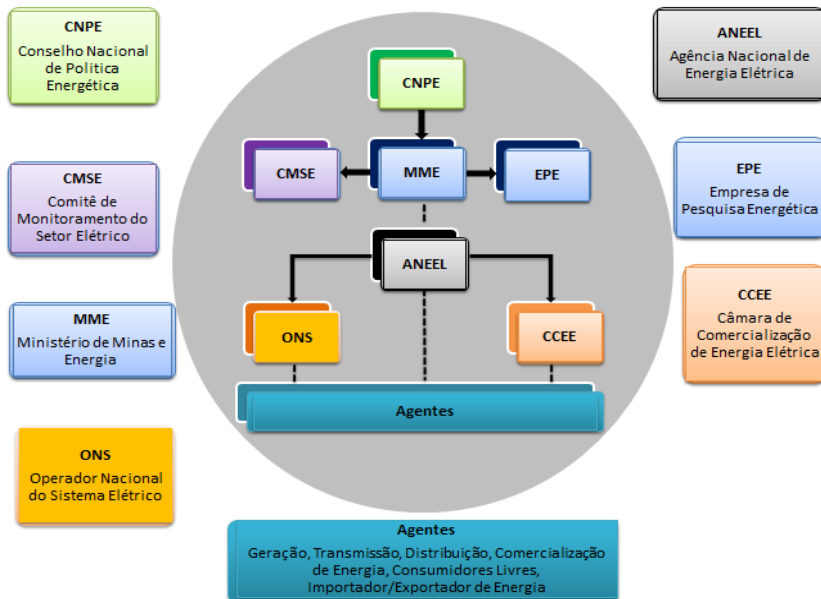 CNPE
Conselho Nacional
de Politica
Energética
CMSE
Comitê de
Monitoramento do
Setor Elétrico
MME
Ministério de Minas e
Energia
ONS
Operador Nacional
do Sistema Elétrico
CNPE
CMSE
MME
EPE
ANEEL
ONS
CCEE
Agentes
ANEEL
Agência Nacional de
Energia Elétrica
EPE
Empresa de
Pesquisa Energética
CCEE
Câmara de
Comercialização
de Energia Elétrica
Agentes
Geração, Transmissão, Distribuição, Comercialização
de Energia, Consumidores Livres,
Importador/Exportador de Energia